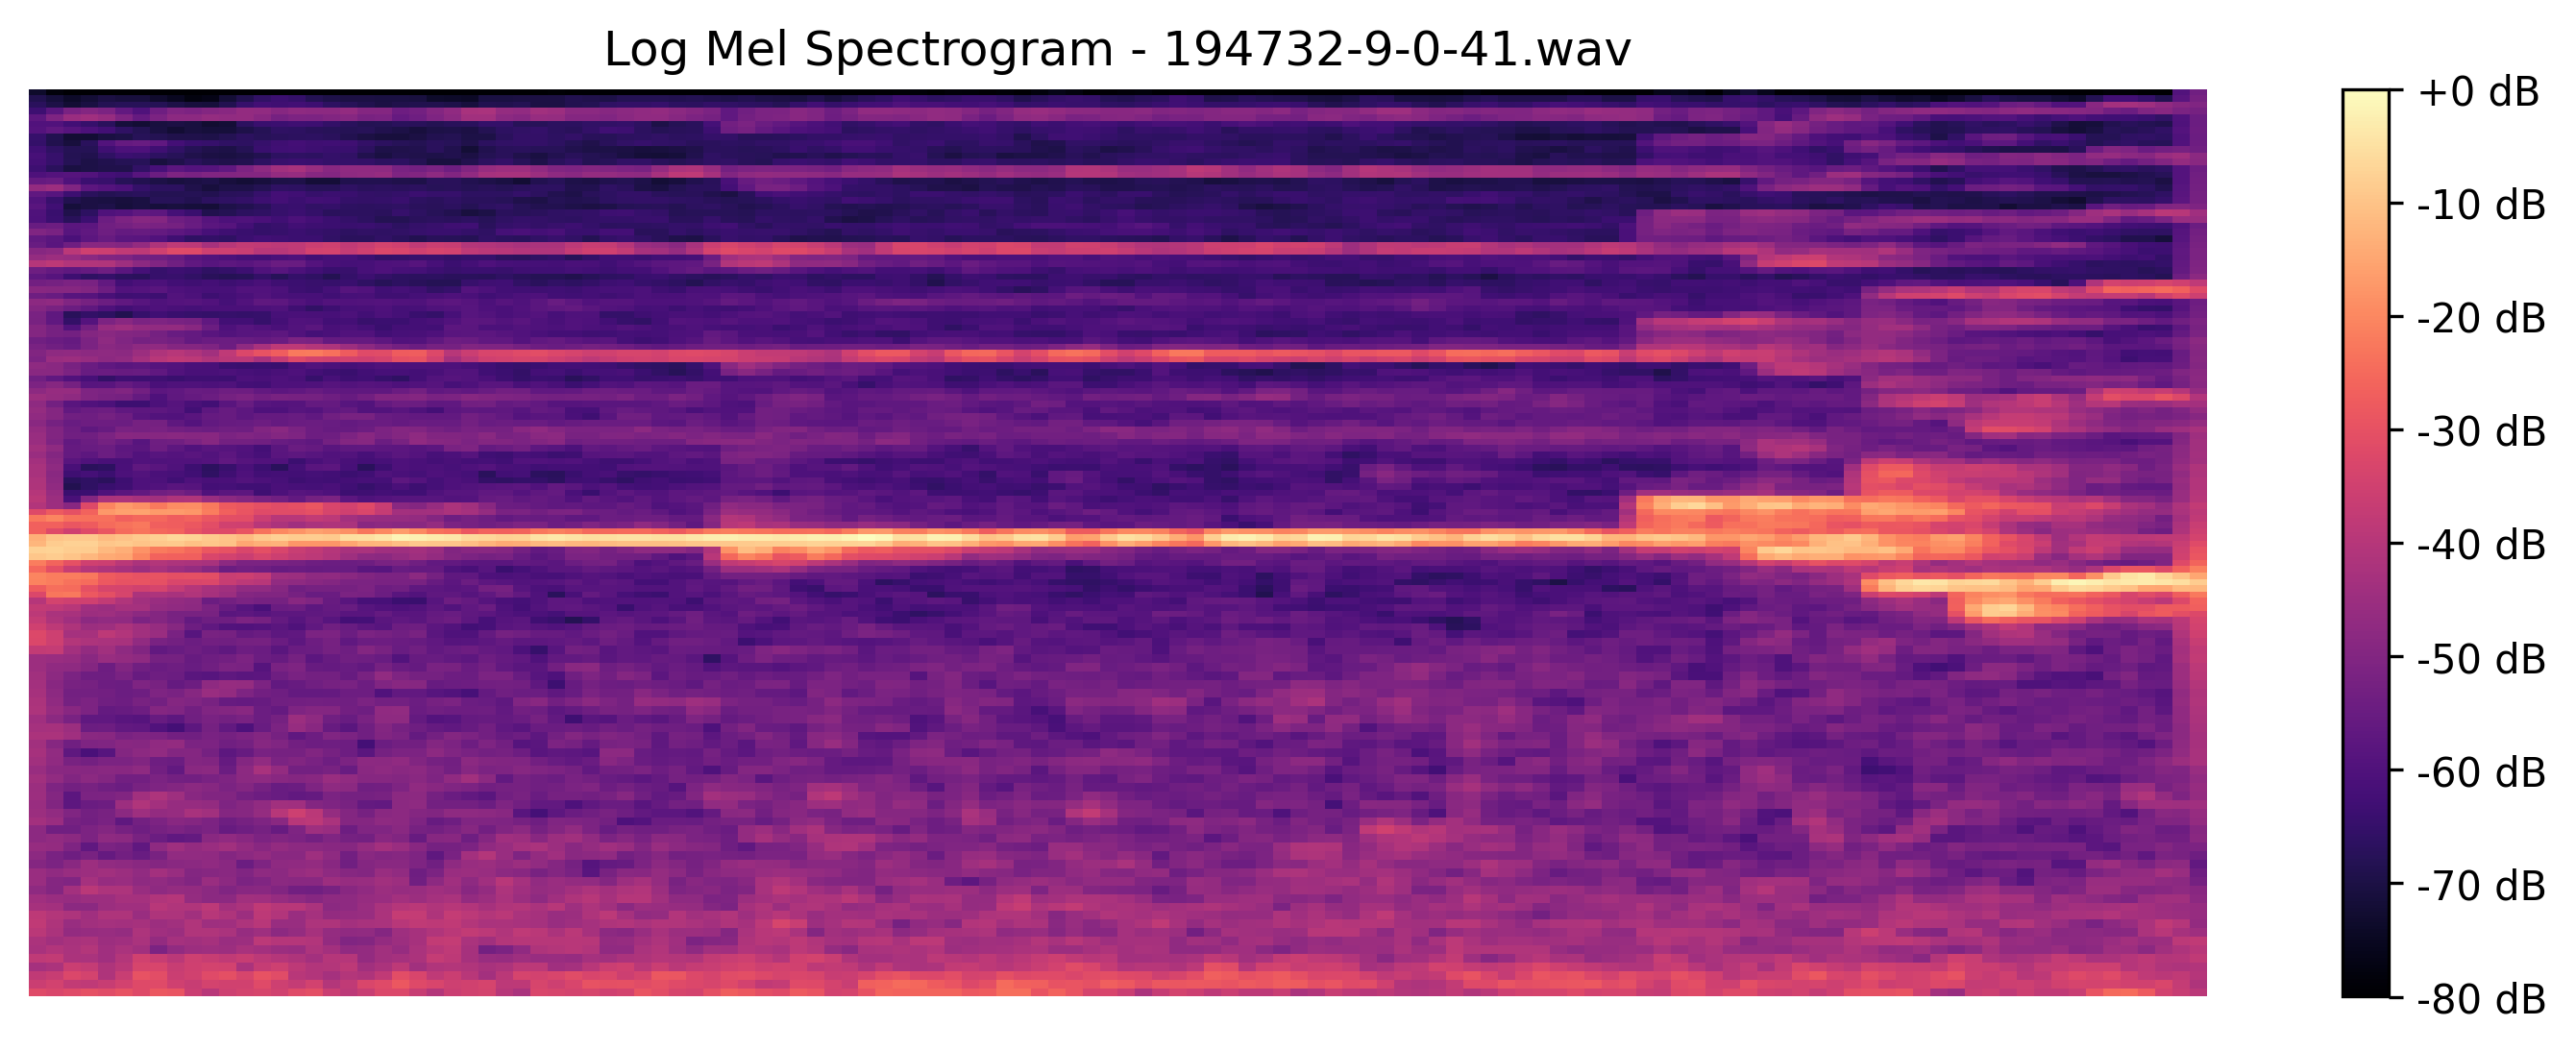 Log Mel Spectrogram - 194732-9-0-41.wav
+0 dB
-10 dB
-20 dB
-30 dB
-40 dB
-50 dB
-60 dB
-70 dB
-80 dB